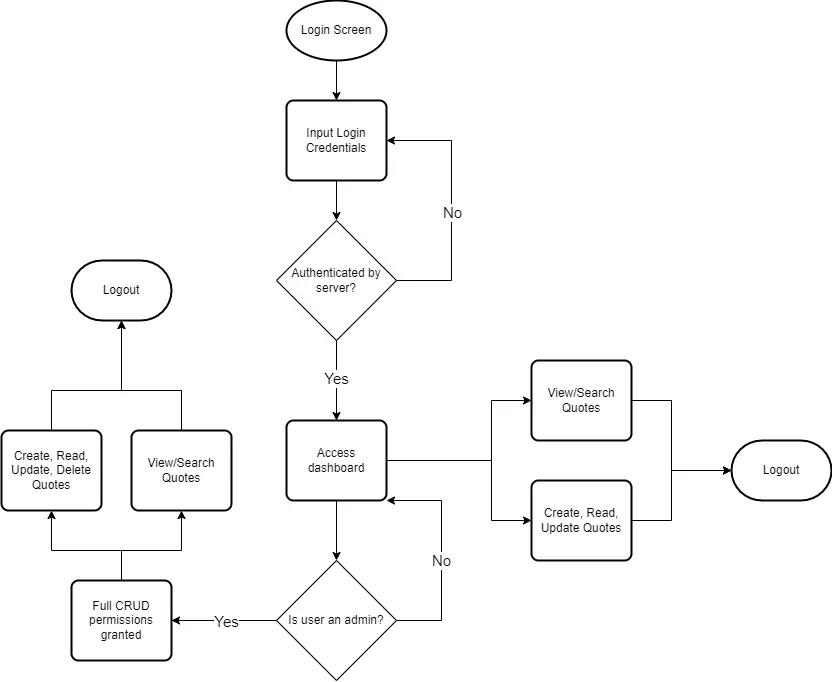 Login Screen
Input Login
Credentials
No
Authenticated by
server?
Logout
Yes
View/Search
Quotes
Create, Read,
Update, Delete
Quotes
View/Search
Quotes
Access
dashboard
Logout
Create, Read,
Update Quotes
No
Full CRUD
permissions
granted
Yes
Is user an admin?